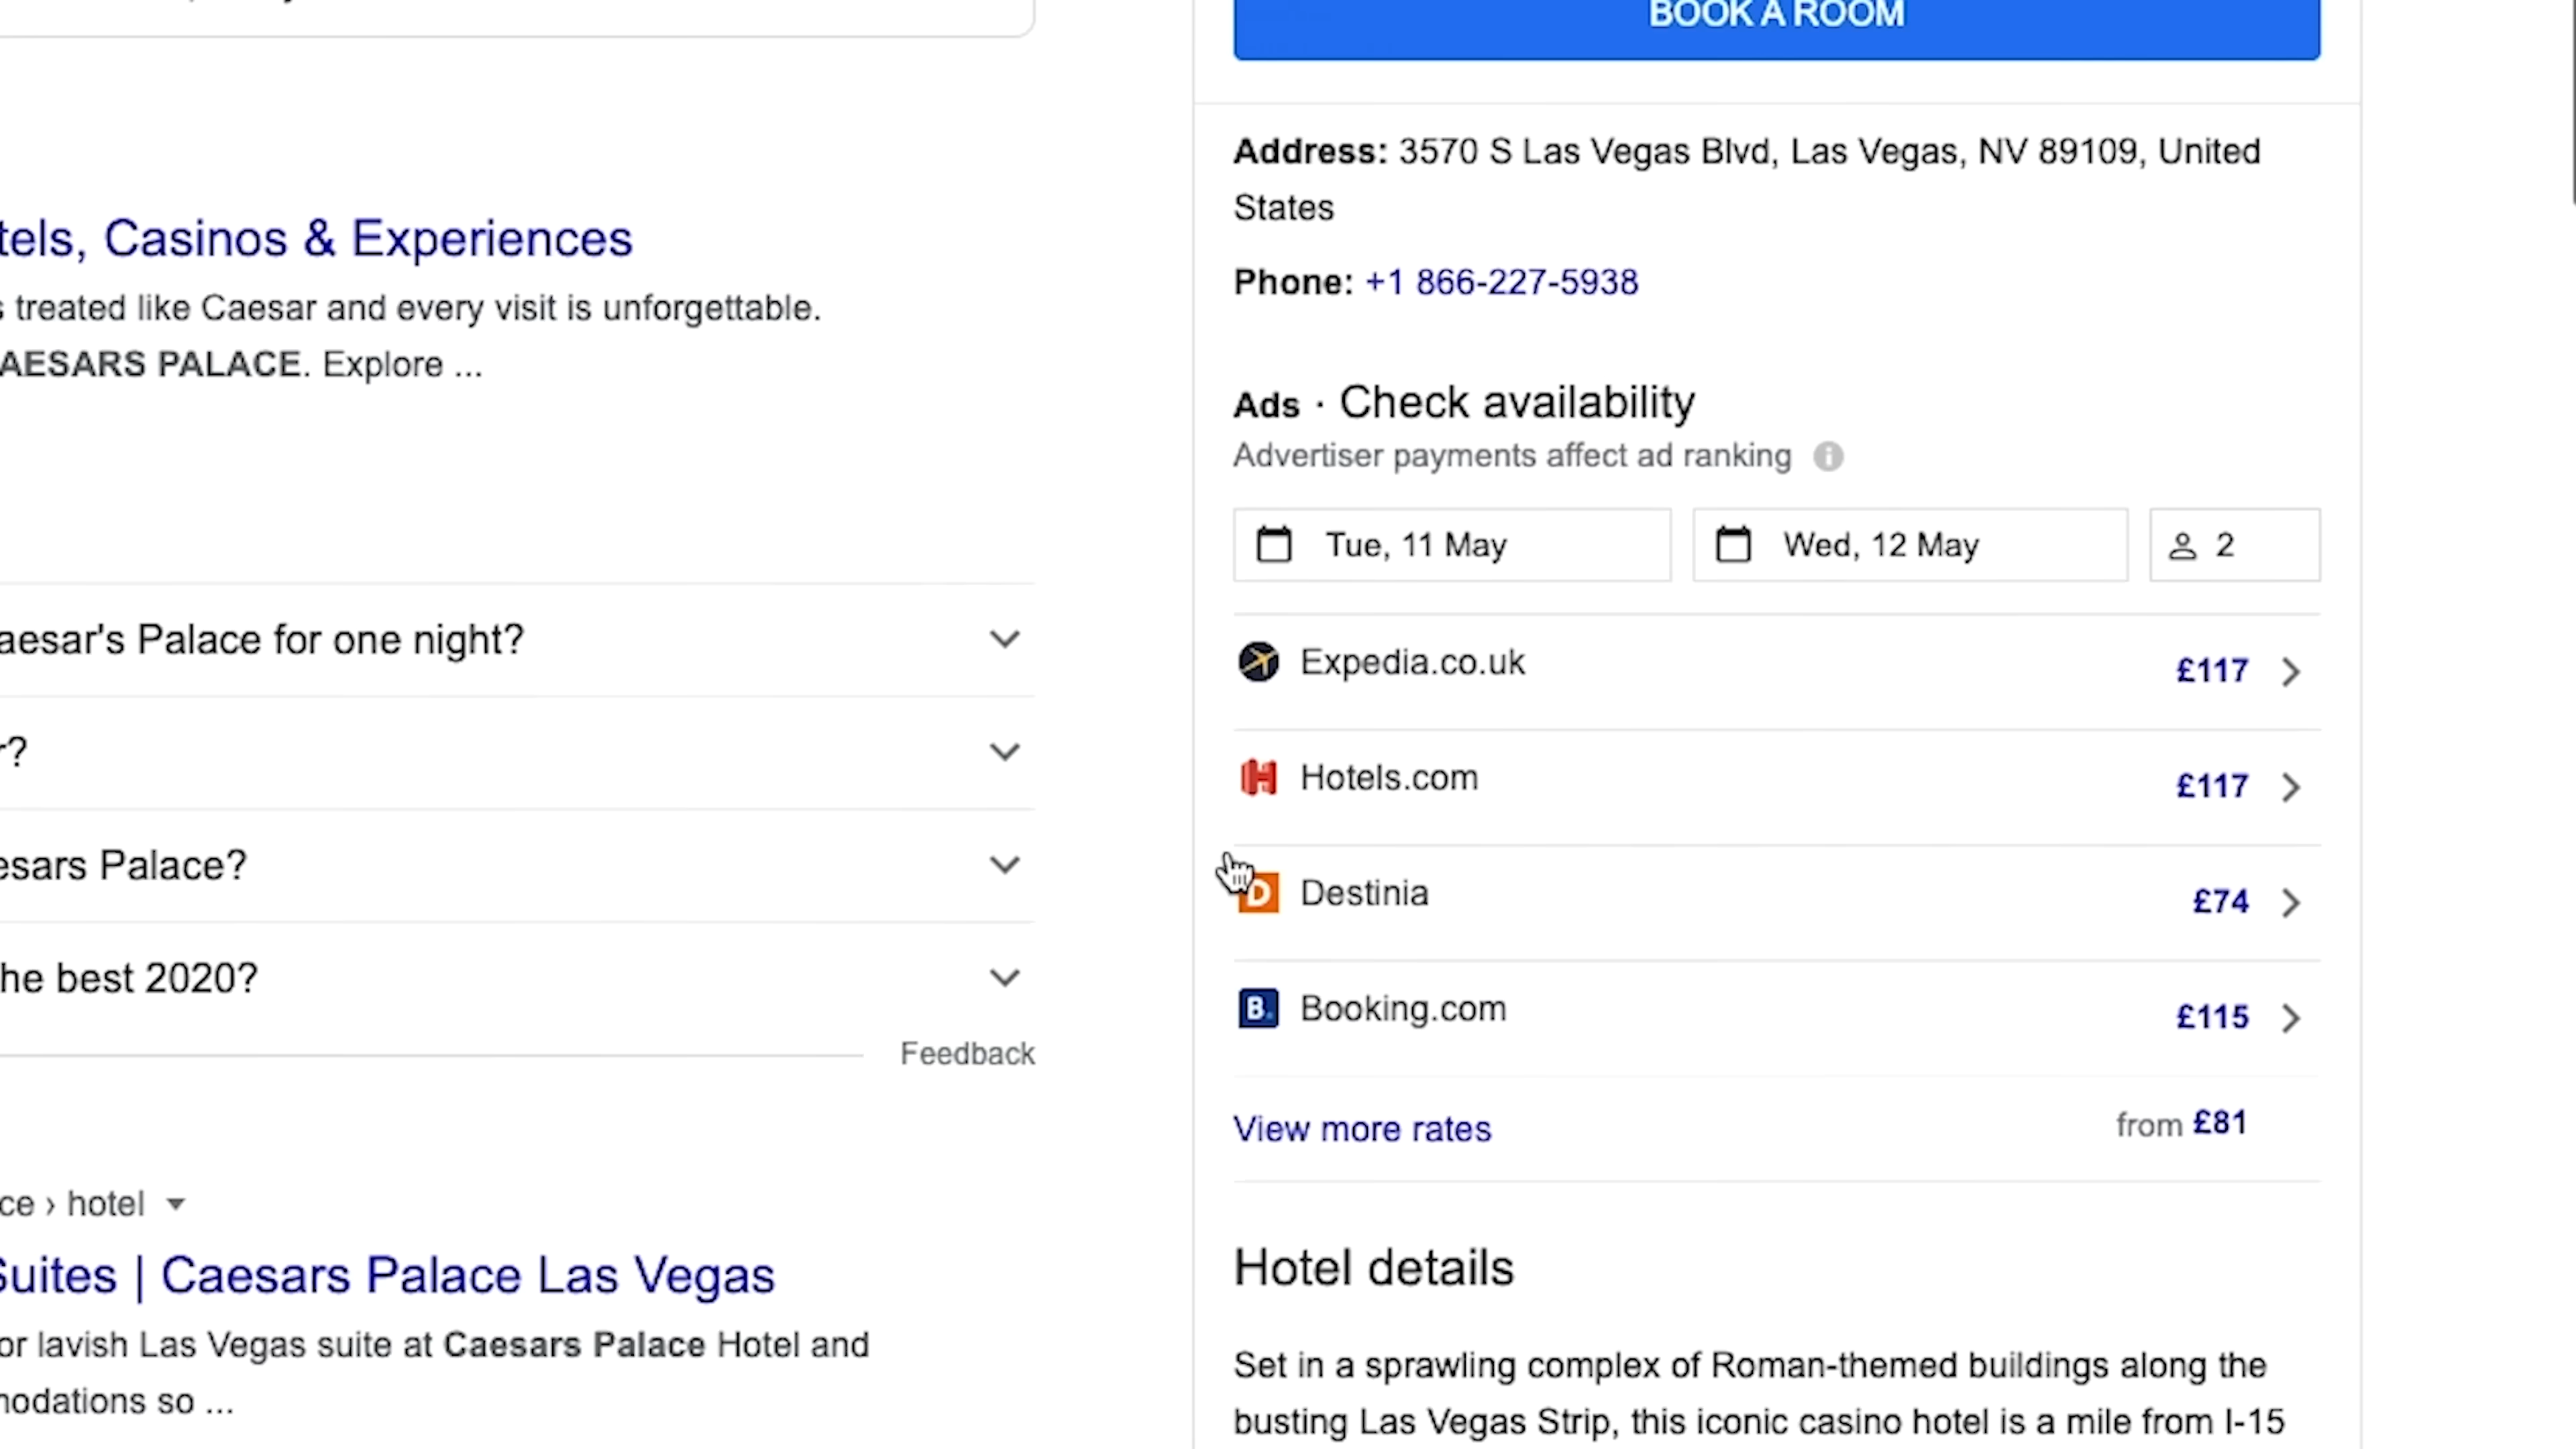 tels, Casinos & Experiences
treated like Caesar and every visit is unforgettable.
AESARS PALACE. Explore ...
aesar's Palace for one night?
r?
esars Palace?
he best 2020?
Feedback
ce › hotel
Suites | Caesars Palace Las Vegas
or lavish Las Vegas suite at Caesars Palace Hotel and
nodations so ...
BOOK A ROOM
Address: 3570 S Las Vegas Blvd, Las Vegas, NV 89109, United
States
Phone: +1 866-227-5938
Ads · Check availability
Advertiser payments affect ad ranking
Tue, 11 May
Wed, 12 May
2
Expedia.co.uk £117
Hotels.com £117
Destinia £74
Booking.com £115
View more rates from £81
Hotel details
Set in a sprawling complex of Roman-themed buildings along the
busting Las Vegas Strip, this iconic casino hotel is a mile from I-15